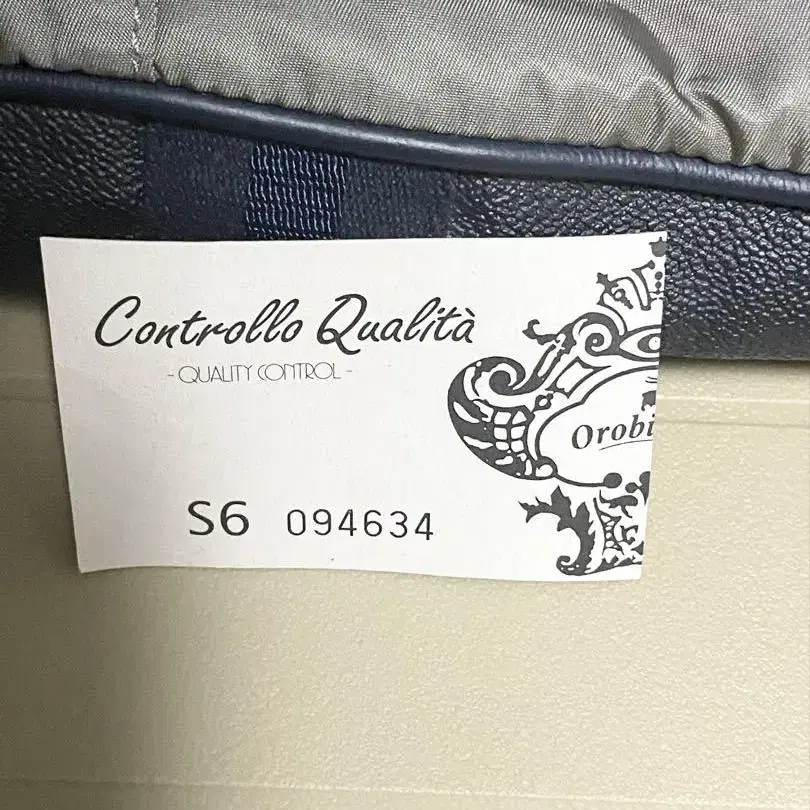 Controllo Qualità
- QUALITY CONTROL -
Orobi
S6 094634